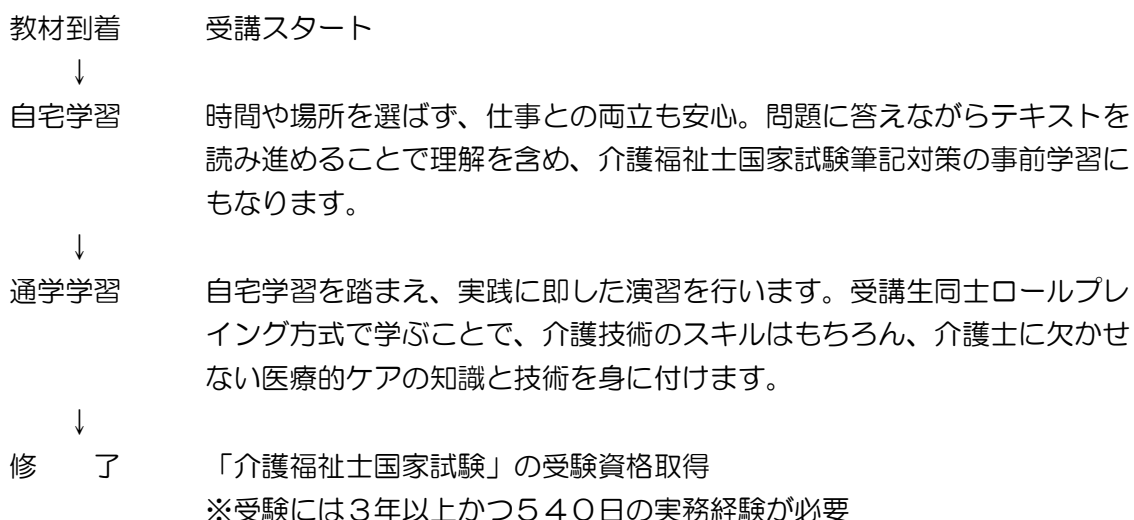 教材到着　受講スタート
↓
自宅学習　時間や場所を選ばず、仕事との両立も安心。問題に答えながらテキストを
読み進めることで理解を含め、介護福祉士国家試験筆記対策の事前学習に
もなります。
↓
通学学習　自宅学習を踏まえ、実践に即した演習を行います。受講生同士ロールプレ
イング方式で学ぶことで、介護技術のスキルはもちろん、介護士に欠かせ
ない医療的ケアの知識と技術を身に付けます。
↓
修　了　「介護福祉士国家試験」の受験資格取得
※受験には３年以上かつ５４０日の実務経験が必要